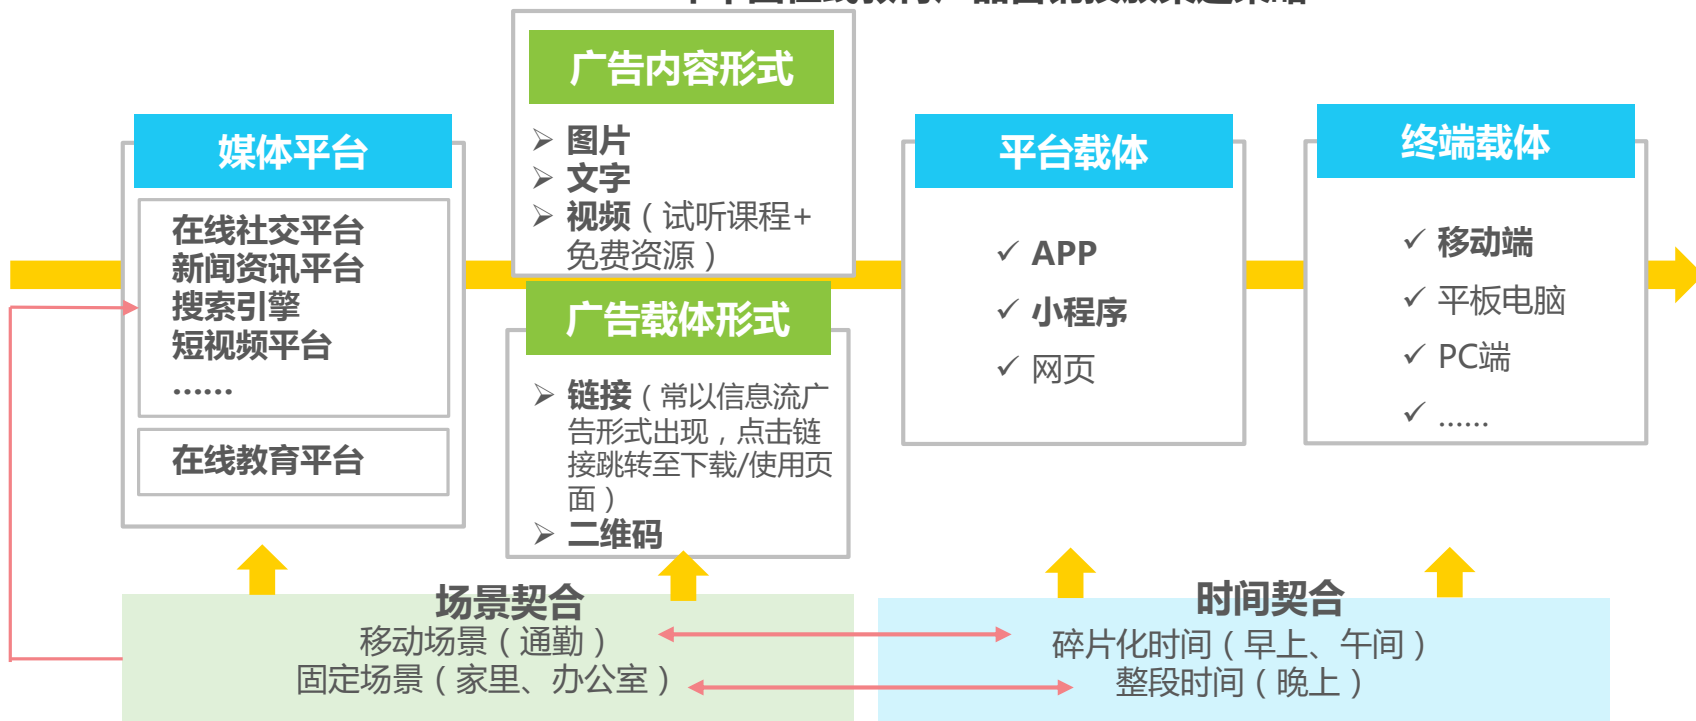 广告内容形式
➢ 图片
➢ 文字
➢ 视频（试听课程+
免费资源）
媒体平台
在线社交平台
新闻资讯平台
搜索引擎
短视频平台
……
在线教育平台
广告载体形式
➢ 链接（常以信息流广
告形式出现，点击链
接跳转至下载/使用页
面）
➢ 二维码
平台载体
✓ APP
✓ 小程序
✓ 网页
终端载体
✓ 移动端
✓ 平板电脑
✓ PC端
✓ ……
场景契合
移动场景（通勤）
固定场景（家里、办公室）
时间契合
碎片化时间（早上、午间）
整段时间（晚上）